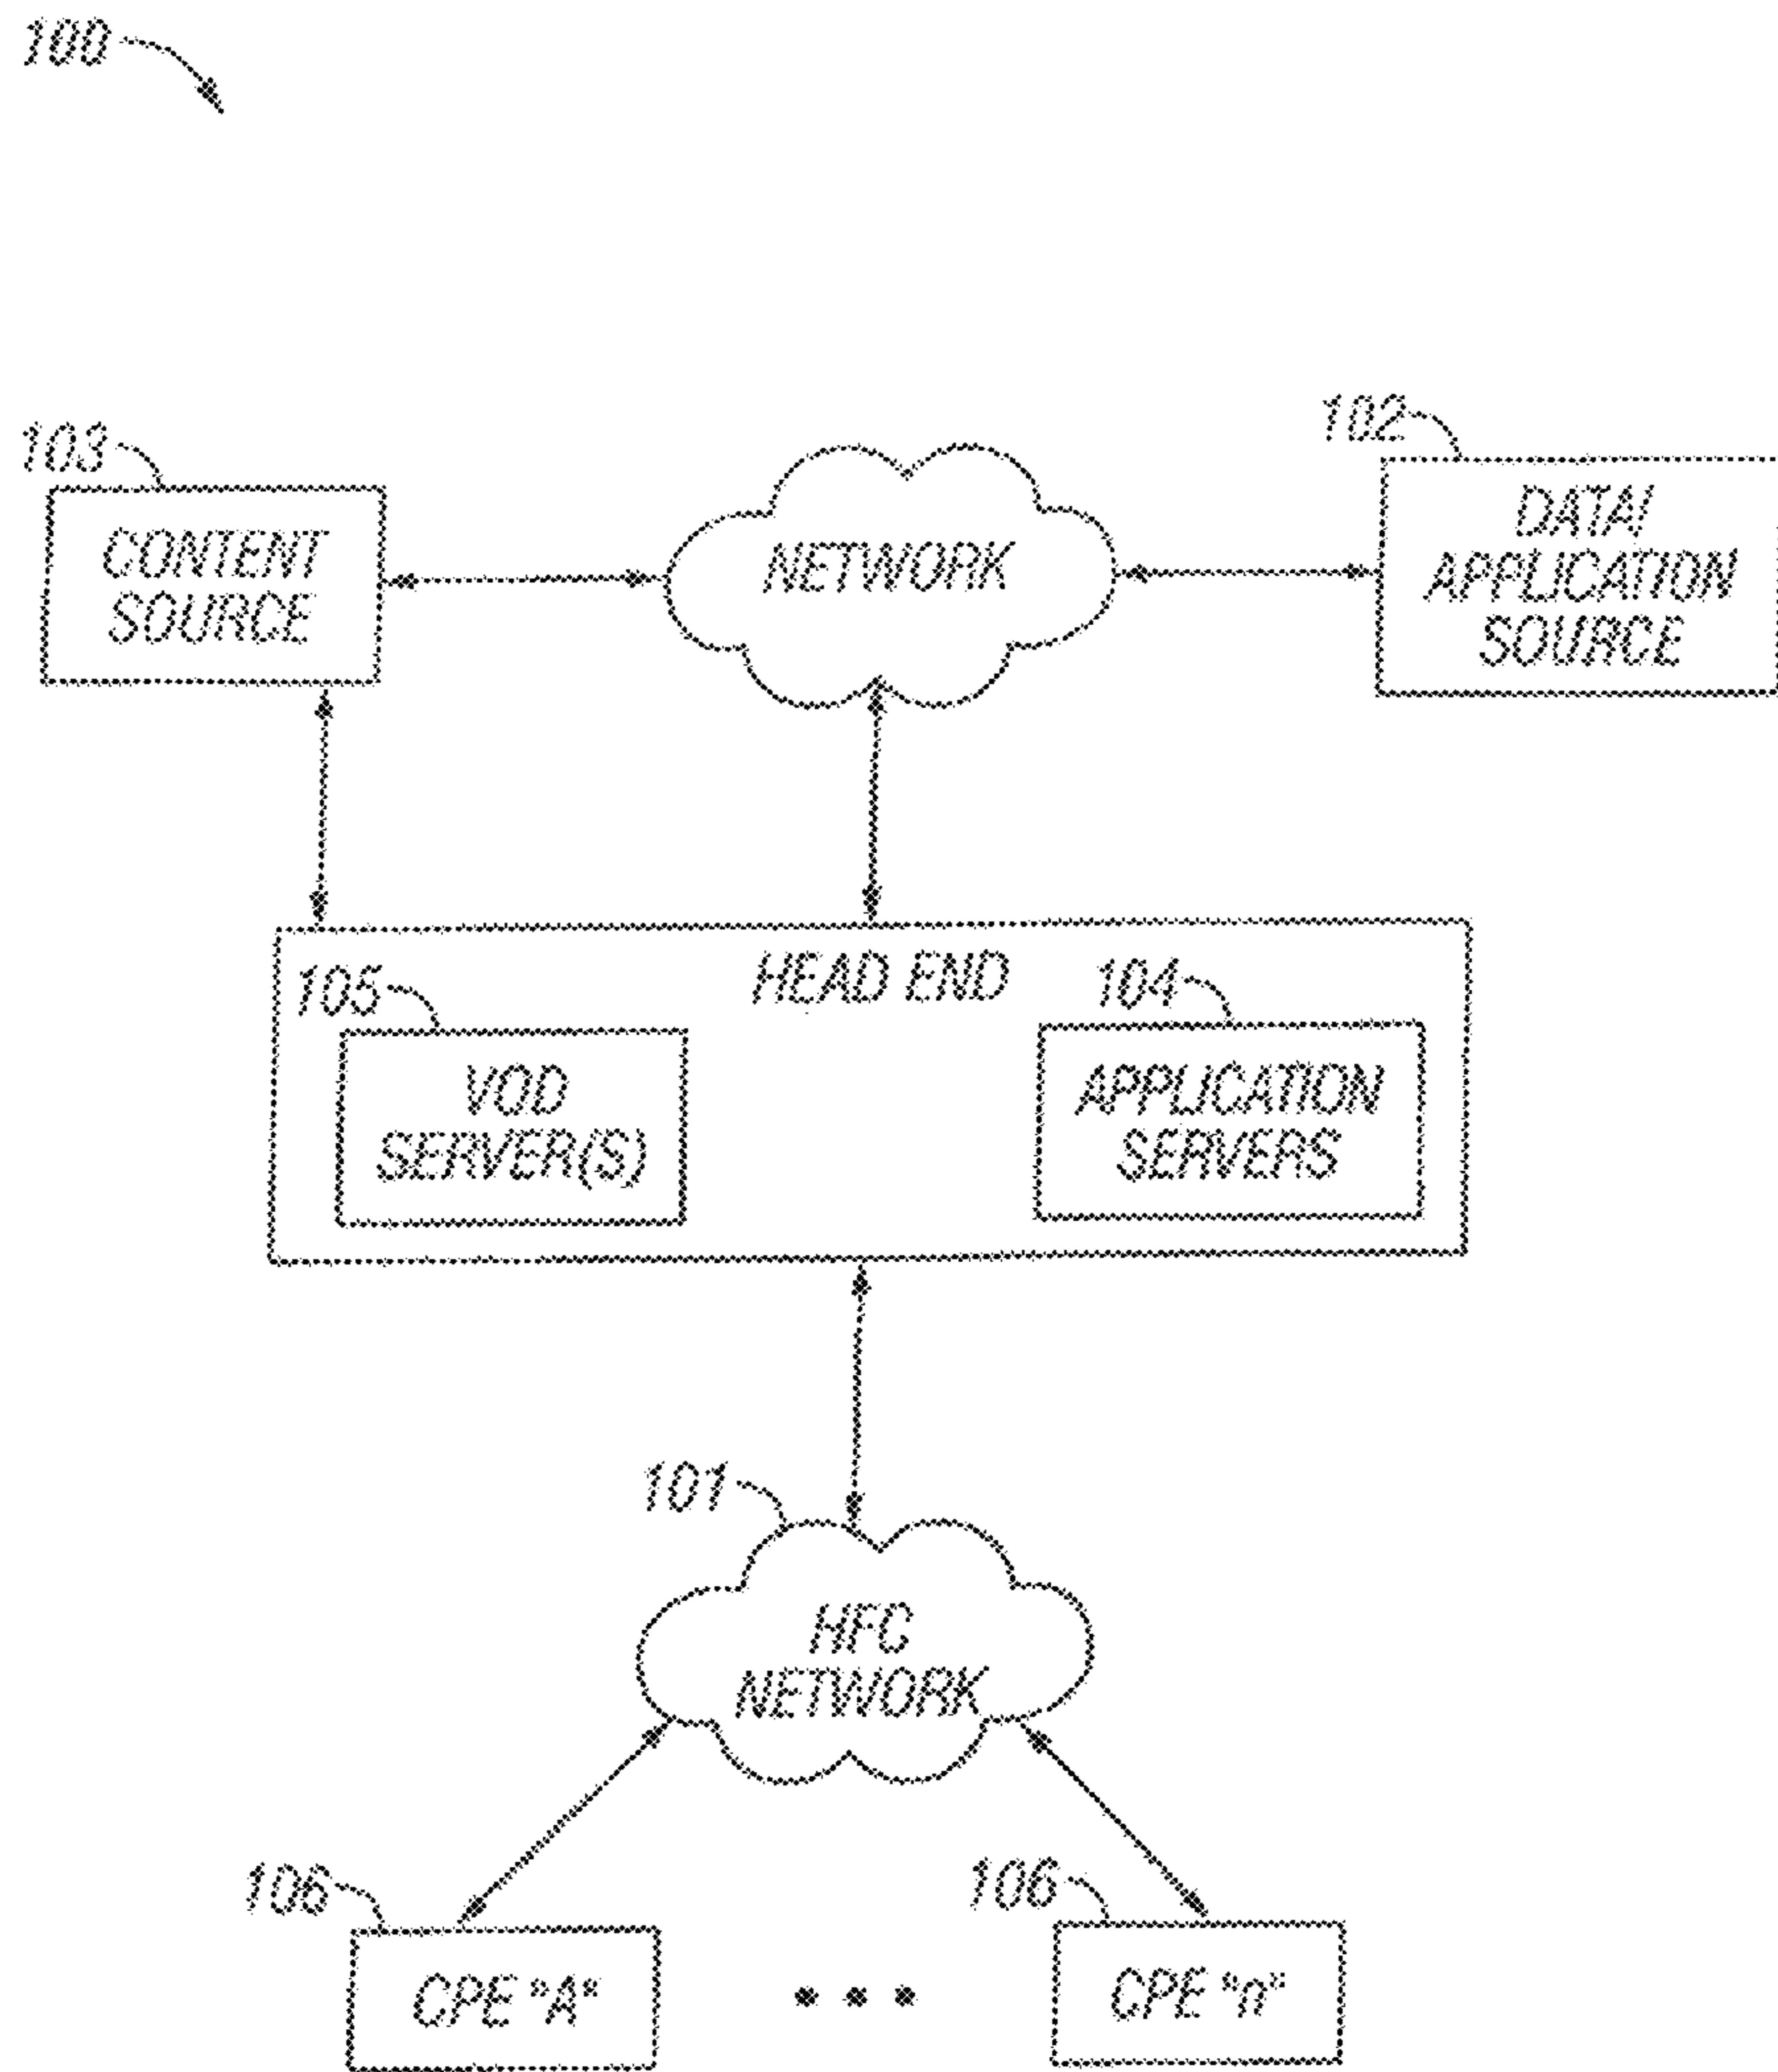 100
103
102
CONTENT
SOURCE
NETWORK
DATA/
APPLICATION
SOURCE
HEAD END
105
104
VOD
SERVER(S)
APPLICATION
SERVERS
101
HFC
NETWORK
106
106
CPE "A"
CPE "n"